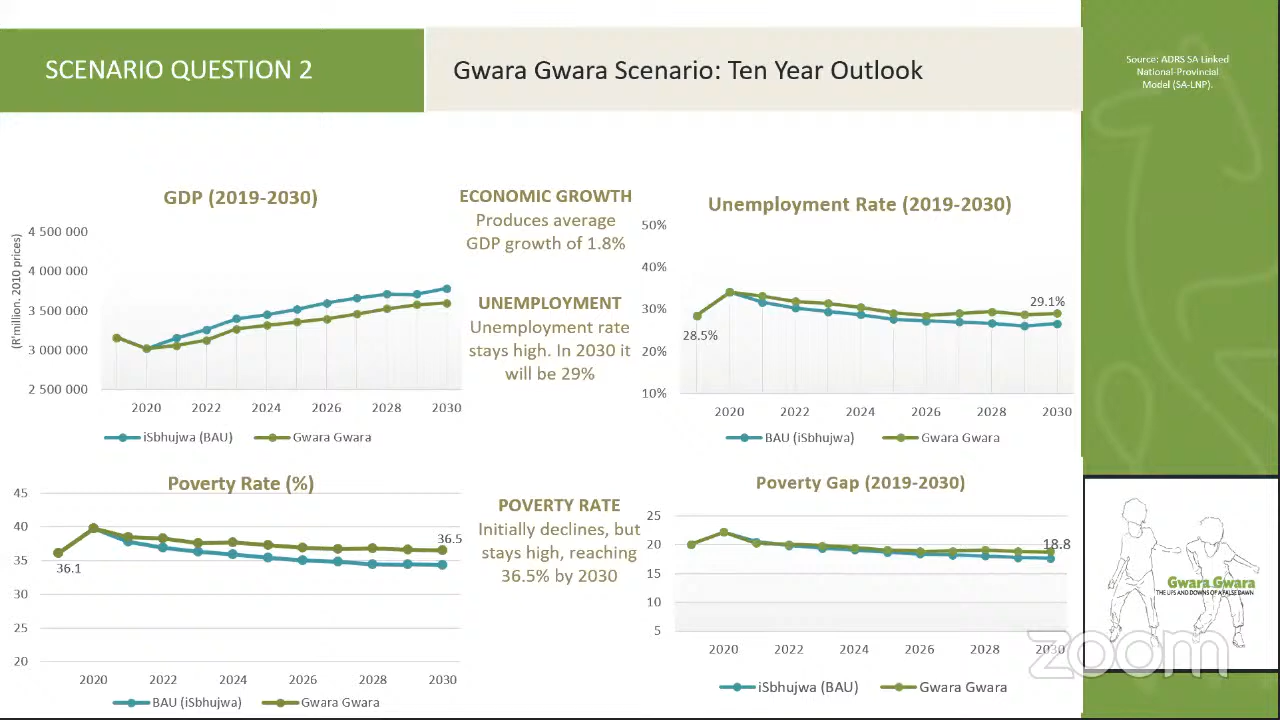 SCENARIO QUESTION 2
Gwara Gwara Scenario: Ten Year Outlook
Source: ADRS SA Linked
National-Provincial
Model (SA-LNP).
GDP (2019-2030)
(R'million. 2010 prices)
4 500 000
4 000 000
3 500 000
3 000 000
2 500 000
2020 2022 2024 2026 2028 2030
iSbhujwa (BAU) Gwara Gwara
ECONOMIC GROWTH
Produces average
GDP growth of 1.8%
UNEMPLOYMENT
Unemployment rate
stays high. In 2030 it
will be 29%
Unemployment Rate (2019-2030)
50%
40%
30%
20%
10%
28.5%
29.1%
2020 2022 2024 2026 2028 2030
BAU (iSbhujwa) Gwara Gwara
Poverty Rate (%)
45
40
35
30
25
20
36.1
36.5
2020 2022 2024 2026 2028 2030
BAU (iSbhujwa) Gwara Gwara
POVERTY RATE
Initially declines, but
stays high, reaching
36.5% by 2030
Poverty Gap (2019-2030)
25
20
15
10
5
18.8
2020 2022 2024 2026 2028 2030
iSbhujwa (BAU) Gwara Gwara
Gwara Gwara
THE UPS AND DOWNS OF A FALSE DAWN
zoom